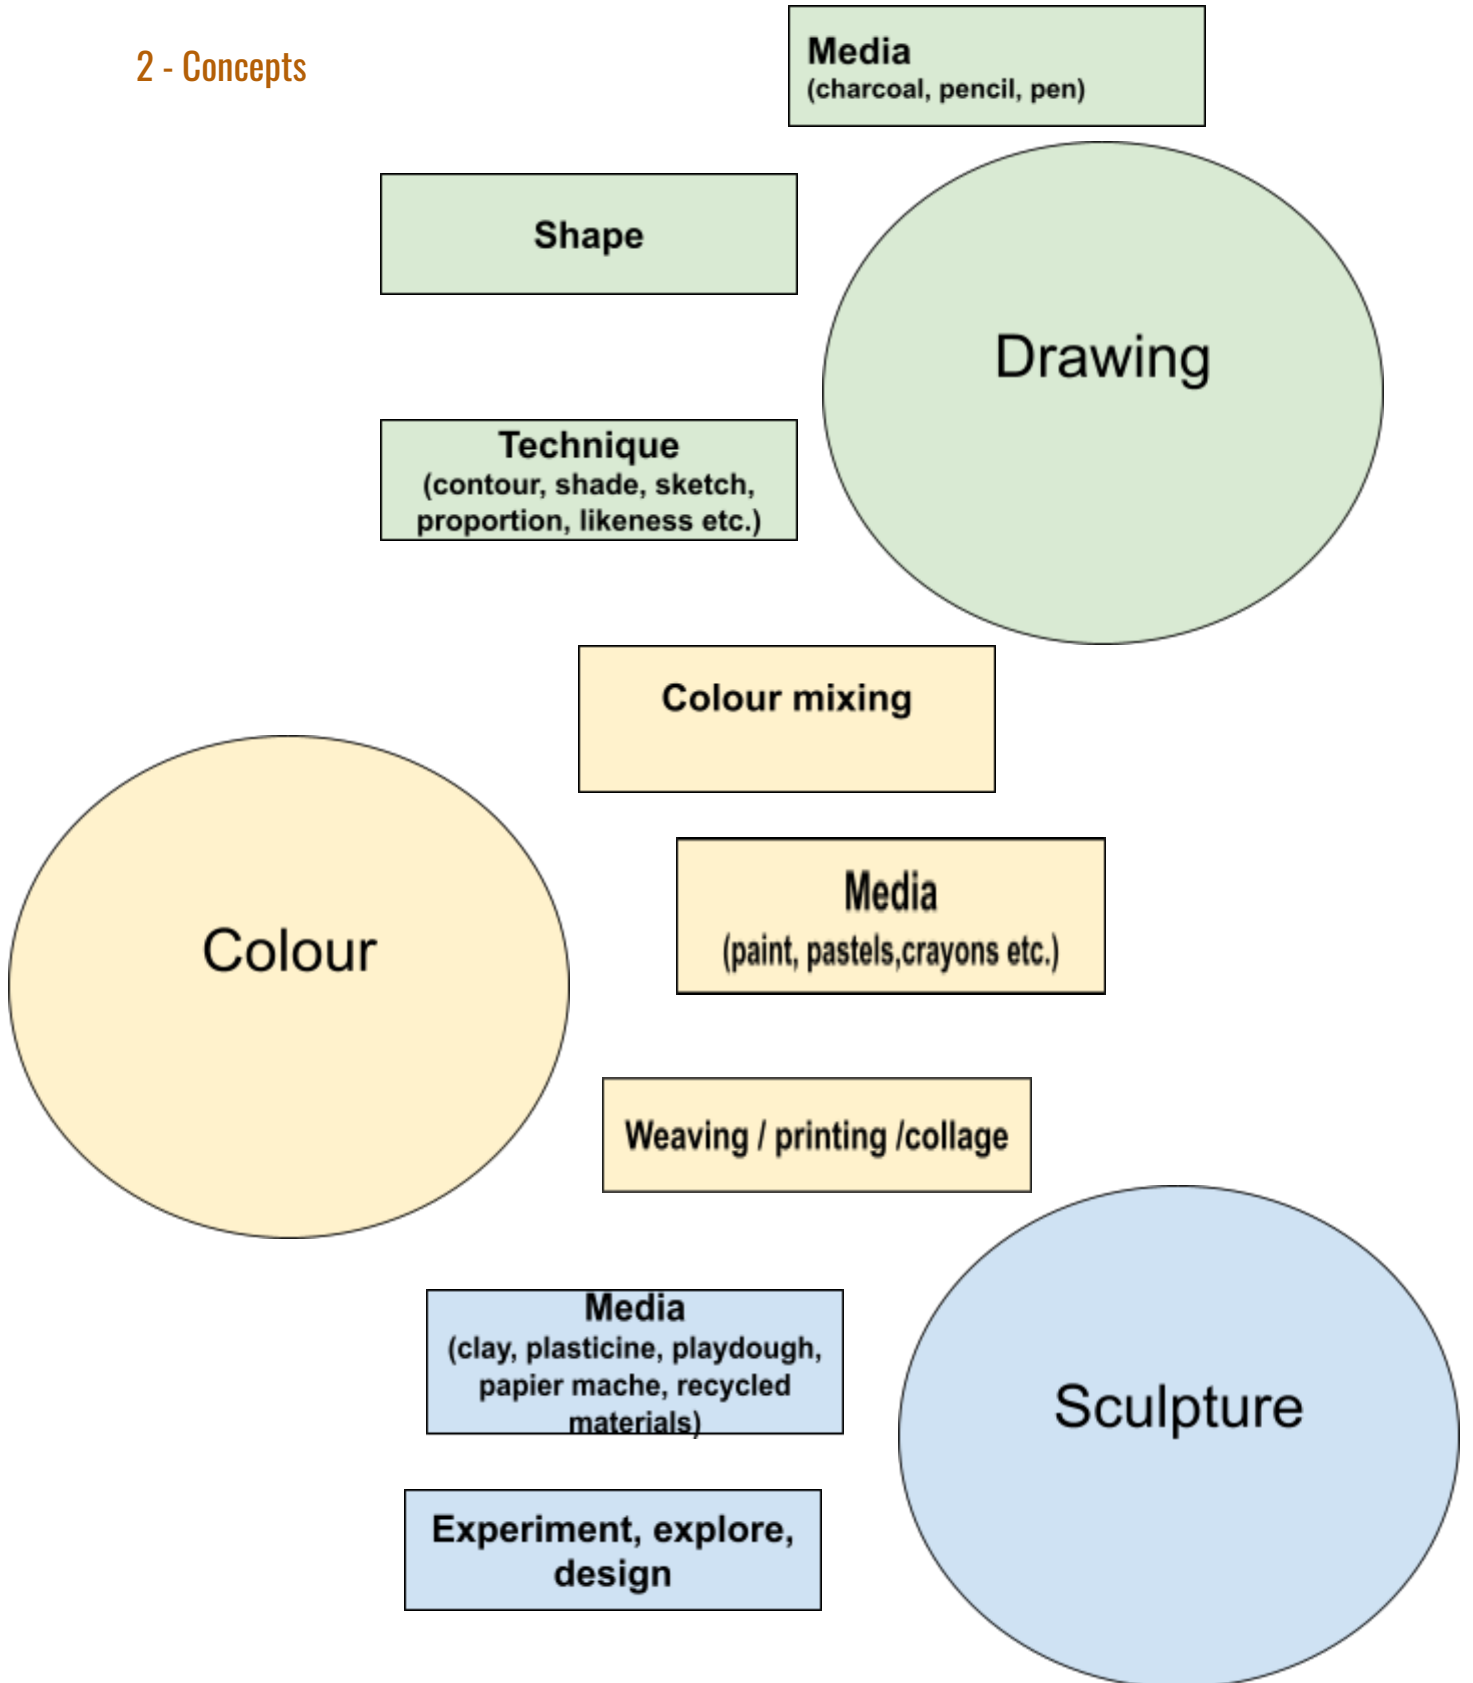 2 - Concepts
Media
(charcoal, pencil, pen)
Shape
Drawing
Technique
(contour, shade, sketch,
proportion, likeness etc.)
Colour mixing
Colour
Media
(paint, pastels,crayons etc.)
Weaving / printing /collage
Media
(clay, plasticine, playdough,
papier mache, recycled
materials)
Sculpture
Experiment, explore,
design